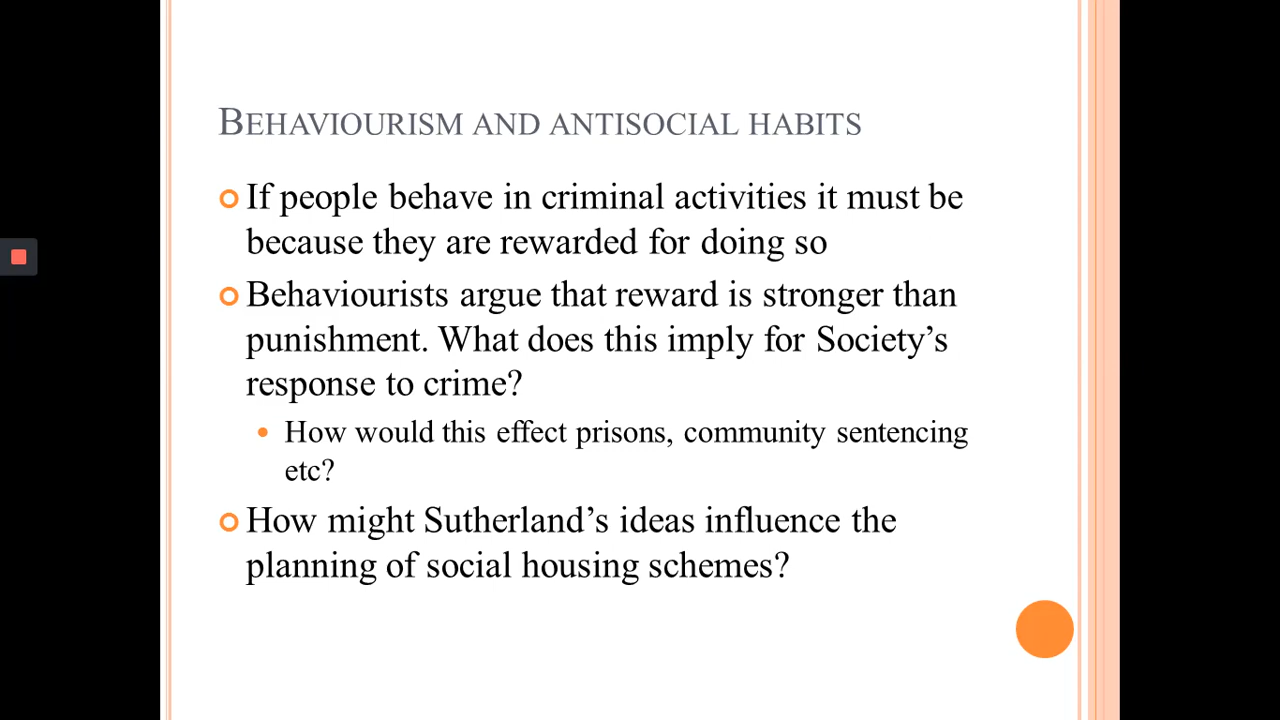 BEHAVIOURISM AND ANTISOCIAL HABITS
If people behave in criminal activities it must be
because they are rewarded for doing so
Behaviourists argue that reward is stronger than
punishment. What does this imply for Society’s
response to crime?
How would this effect prisons, community sentencing
etc?
How might Sutherland’s ideas influence the
planning of social housing schemes?